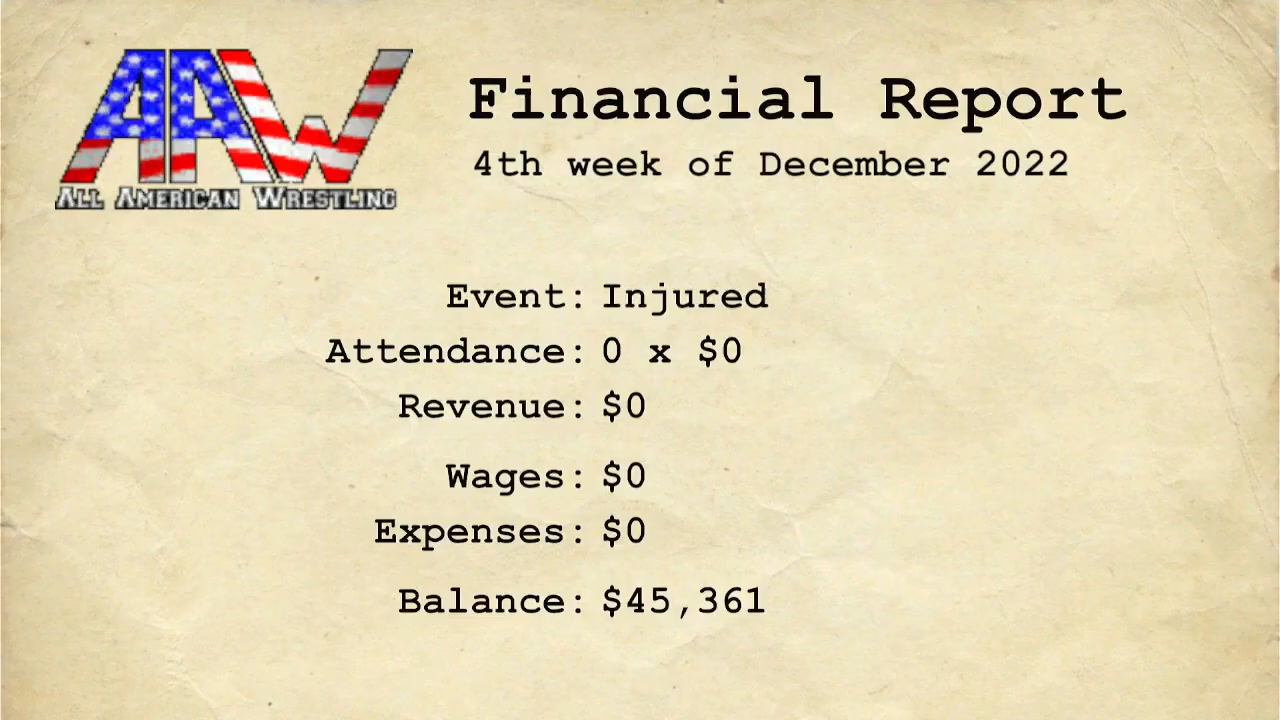 AAW
ALL AMERICAN WRESTLING
Financial Report
4th week of December 2022
Event: Injured
Attendance: 0 x $0
Revenue: $0
Wages: $0
Expenses: $0
Balance: $45,361